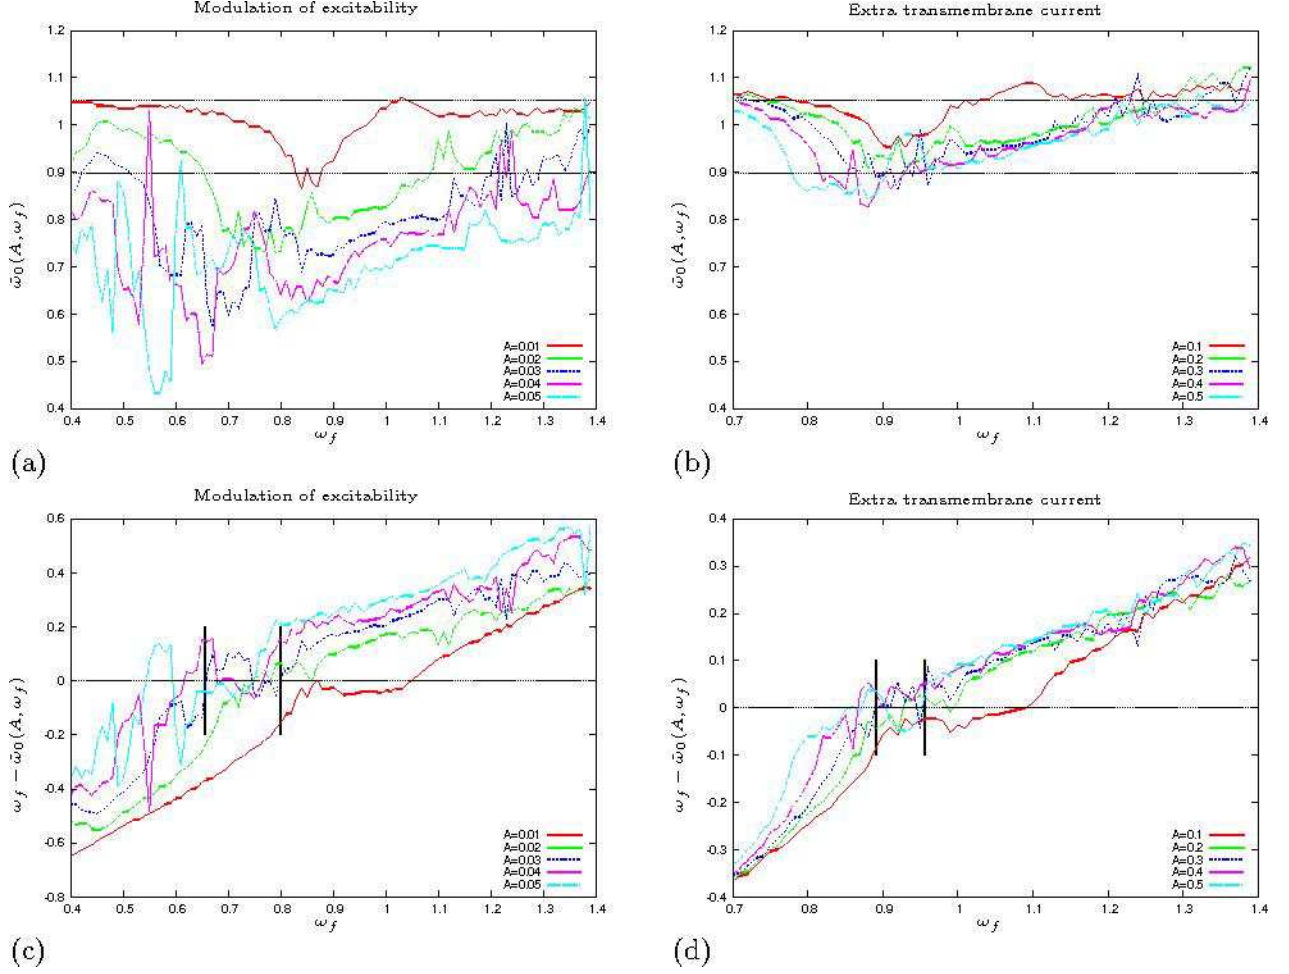 Modulation of excitability
1.2
1.1
1
0.9
0.8
0.7
0.6
0.5
0.4
ω̃₀(A, ω_f)
A=0.01
A=0.02
A=0.03
A=0.04
A=0.05
0.4 0.5 0.6 0.7 0.8 0.9 1 1.1 1.2 1.3 1.4
ω_f
(a)
Extra transmembrane current
1.2
1.1
1
0.9
0.8
0.7
0.6
0.5
0.4
ω̃₀(A, ω_f)
A=0.1
A=0.2
A=0.3
A=0.4
A=0.5
0.7 0.8 0.9 1 1.1 1.2 1.3 1.4
ω_f
(b)
Modulation of excitability
0.6
0.4
0.2
0
-0.2
-0.4
-0.6
-0.8
ω_f − ω̃₀(A, ω_f)
A=0.01
A=0.02
A=0.03
A=0.04
A=0.05
0.4 0.5 0.6 0.7 0.8 0.9 1 1.1 1.2 1.3 1.4
ω_f
(c)
Extra transmembrane current
0.4
0.3
0.2
0.1
0
-0.1
-0.2
-0.3
-0.4
ω_f − ω̃₀(A, ω_f)
A=0.1
A=0.2
A=0.3
A=0.4
A=0.5
0.7 0.8 0.9 1 1.1 1.2 1.3 1.4
ω_f
(d)